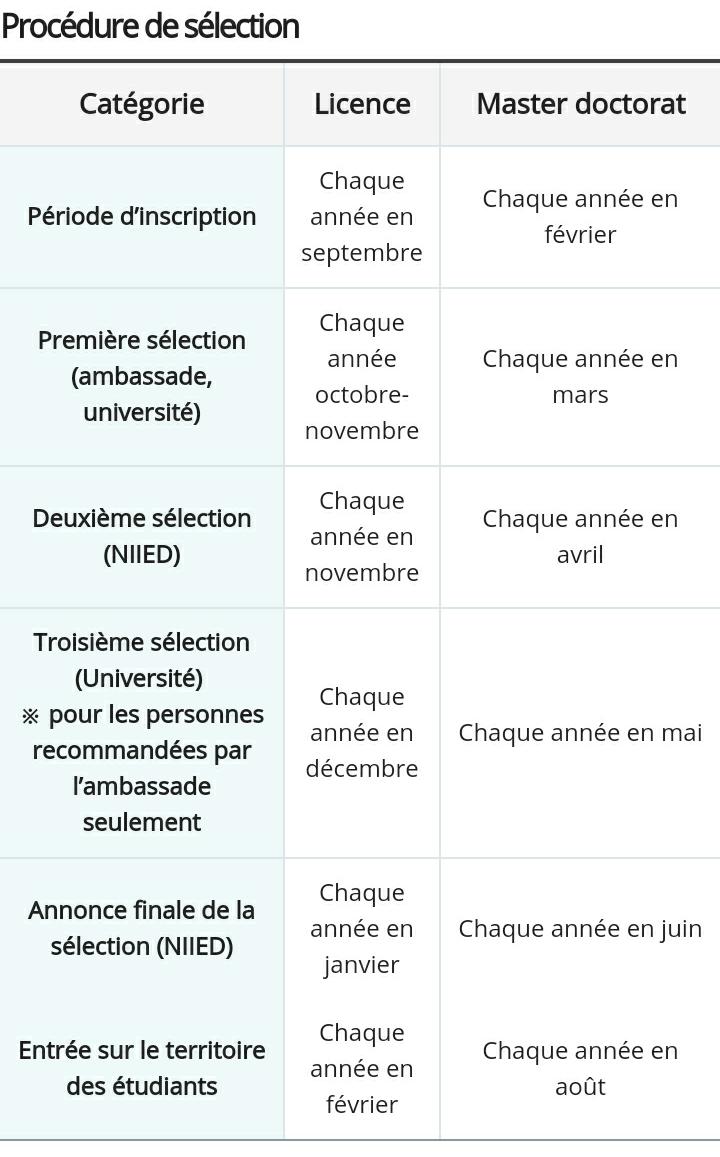 Procédure de sélection
Catégorie
Licence
Master doctorat
Période d’inscription
Chaque
année en
septembre
Chaque année en
février
Première sélection
(ambassade,
université)
Chaque
année
octobre-
novembre
Chaque année en
mars
Deuxième sélection
(NIIED)
Chaque
année en
novembre
Chaque année en
avril
Troisième sélection
(Université)
※ pour les personnes
recommandées par
l’ambassade
seulement
Chaque
année en
décembre
Chaque année en mai
Annonce finale de la
sélection (NIIED)
Chaque
année en
janvier
Chaque année en juin
Entrée sur le territoire
des étudiants
Chaque
année en
février
Chaque année en
août